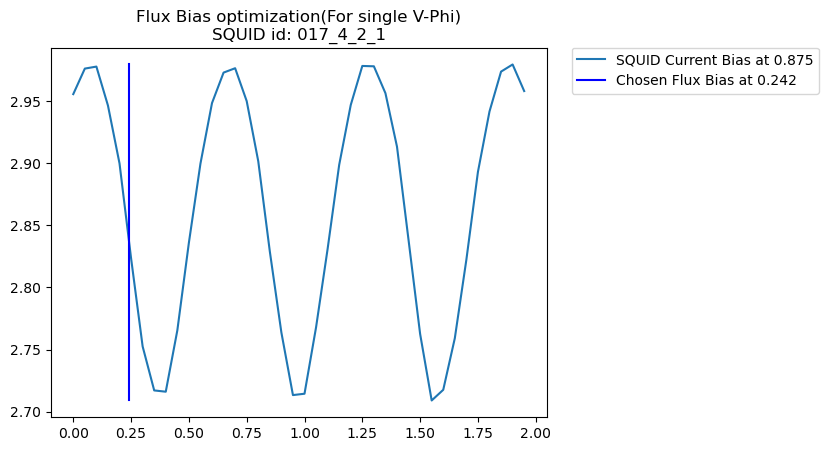 Flux Bias optimization(For single V-Phi)
SQUID id: 017_4_2_1
SQUID Current Bias at 0.875
Chosen Flux Bias at 0.242
2.95
2.90
2.85
2.80
2.75
2.70
0.00 0.25 0.50 0.75 1.00 1.25 1.50 1.75 2.00